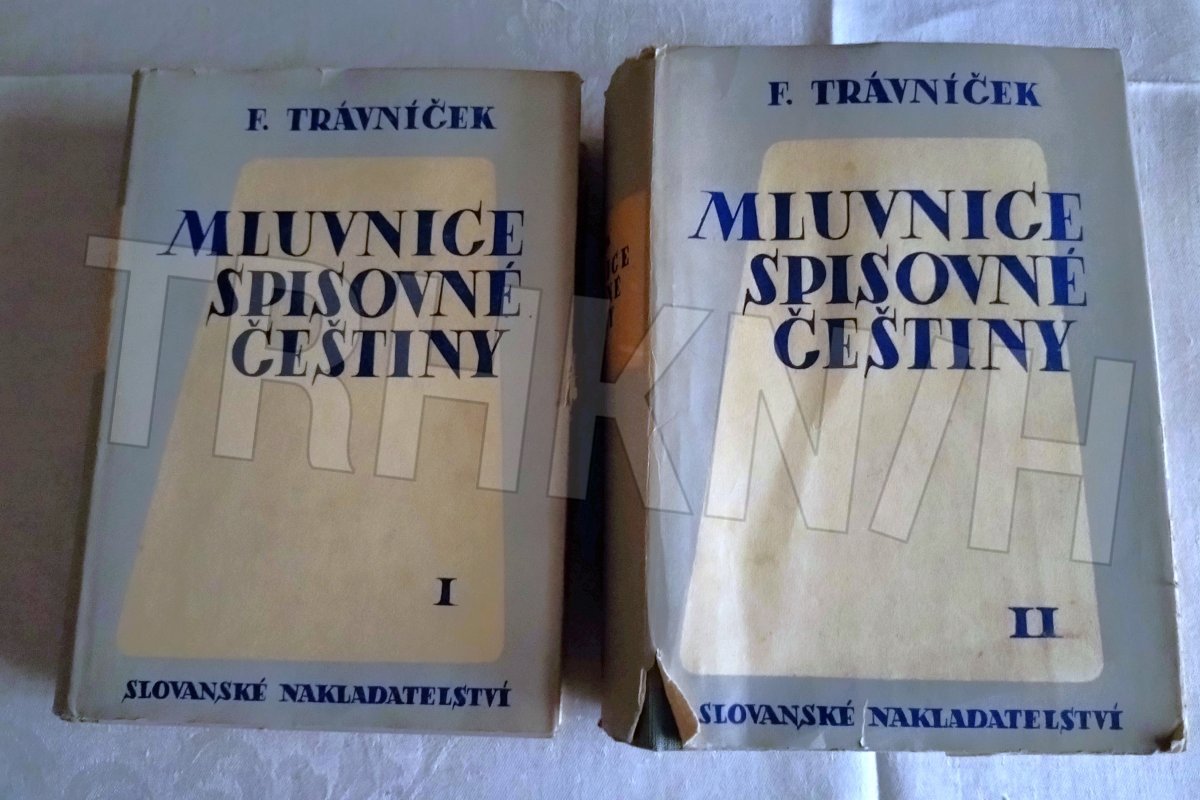 F. TRÁVNÍČEK
MLUVNICE
SPISOVNÉ
ČEŠTINY
I
SLOVANSKÉ NAKLADATELSTVÍ
F. TRÁVNÍČEK
MLUVNICE
SPISOVNÉ
ČEŠTINY
II
SLOVANSKÉ NAKLADATELSTVÍ
TRHKNIH